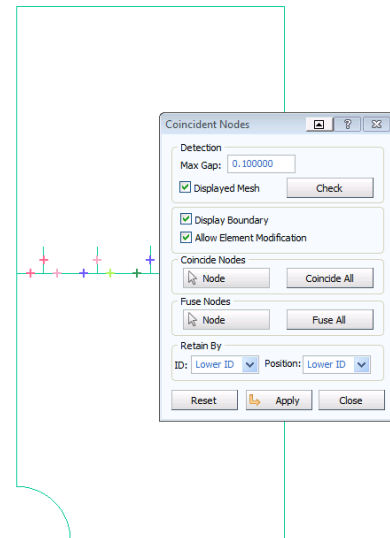 Coincident Nodes
Detection
Max Gap: 0.100000
Displayed Mesh Check
Display Boundary
Allow Element Modification
Coincide Nodes
Node Coincide All
Fuse Nodes
Node Fuse All
Retain By
ID: Lower ID Position: Lower ID
Reset Apply Close